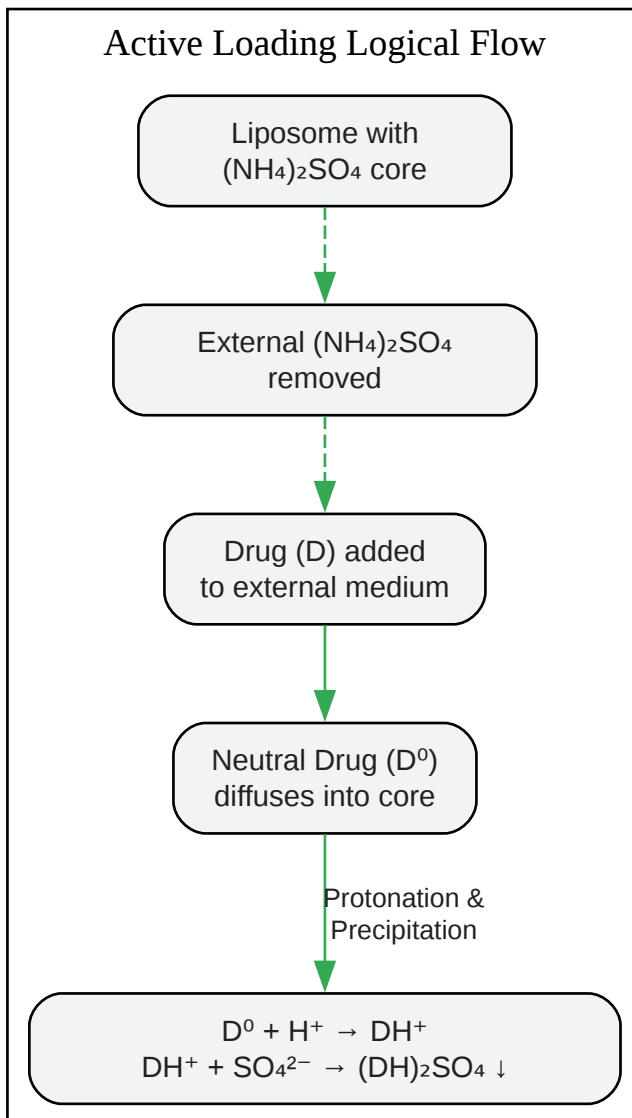 Active Loading Logical Flow
Liposome with
(NH₄)₂SO₄ core
External (NH₄)₂SO₄
removed
Drug (D) added
to external medium
Neutral Drug (D⁰)
diffuses into core
Protonation &
Precipitation
D⁰ + H⁺ → DH⁺
DH⁺ + SO₄²⁻ → (DH)₂SO₄ ↓